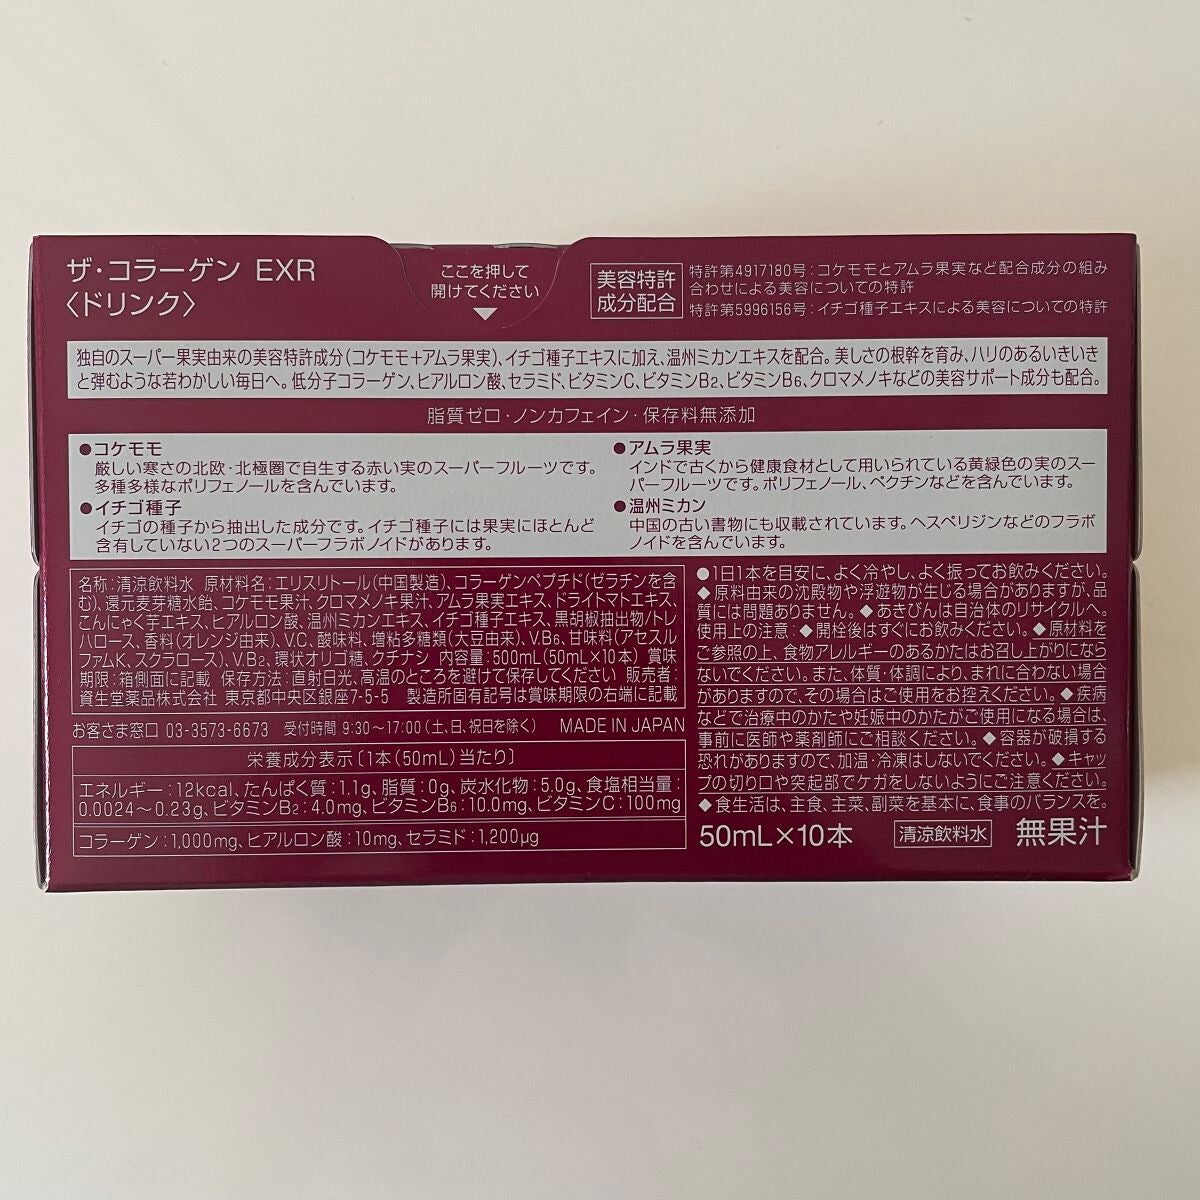 ザ・コラーゲン EXR
〈ドリンク〉
ここを押して
開けてください
美容特許
成分配合
特許第4917180号：コケモモとアムラ果実など配合成分の組み
合わせによる美容についての特許
特許第5996156号：イチゴ種子エキスによる美容についての特許
独自のスーパー果実由来の美容特許成分（コケモモ＋アムラ果実）、イチゴ種子エキスに加え、温州ミカンエキスを配合。美しさの根幹を育み、ハリのあるいきいき
と弾むような若わかしい毎日へ。低分子コラーゲン、ヒアルロン酸、セラミド、ビタミンC、ビタミンB2、ビタミンB6、クロマメノキなどの美容サポート成分も配合。
脂質ゼロ・ノンカフェイン・保存料無添加
●コケモモ
厳しい寒さの北欧・北極圏で自生する赤い実のスーパーフルーツです。
多種多様なポリフェノールを含んでいます。
●イチゴ種子
イチゴの種子から抽出した成分です。イチゴ種子には果実にほとんど
含有していない2つのスーパーフラボノイドがあります。
●アムラ果実
インドで古くから健康食材として用いられている黄緑色の実のスー
パーフルーツです。ポリフェノール、ペクチンなどを含んでいます。
●温州ミカン
中国の古い書物にも収載されています。ヘスペリジンなどのフラボ
ノイドを含んでいます。
名称：清涼飲料水 原材料名：エリスリトール（中国製造）、コラーゲンペプチド（ゼラチンを含
む）、還元麦芽糖水飴、コケモモ果汁、クロマメノキ果汁、アムラ果実エキス、ドライトマトエキス、
こんにゃく芋エキス、ヒアルロン酸、温州ミカンエキス、イチゴ種子エキス、黒胡椒抽出物/トレ
ハロース、香料（オレンジ由来）、V.C、酸味料、増粘多糖類（大豆由来）、V.B6、甘味料（アセスル
ファムK、スクラロース）、V.B2、環状オリゴ糖、クチナシ 内容量：500mL（50mL×10本） 賞味
期限：箱側面に記載 保存方法：直射日光、高温のところを避けて保存してください 販売者：
資生堂薬品株式会社 東京都中央区銀座7-5-5 製造所固有記号は賞味期限の右端に記載
お客さま窓口 03-3573-6673 受付時間 9:30～17:00（土、日、祝日を除く） MADE IN JAPAN
栄養成分表示〔1本（50mL）当たり〕
エネルギー：12kcal、たんぱく質：1.1g、脂質：0g、炭水化物：5.0g、食塩相当量：
0.0024～0.23g、ビタミンB2：4.0mg、ビタミンB6：10.0mg、ビタミンC：100mg
コラーゲン：1,000mg、ヒアルロン酸：10mg、セラミド：1,200μg
●1日1本を目安に、よく冷やし、よく振ってお飲みください。
◆原料由来の沈殿物や浮遊物が生じる場合がありますが、品
質には問題ありません。◆あきびんは自治体のリサイクルへ。
使用上の注意：◆開栓後はすぐにお飲みください。◆原材料を
ご参照の上、食物アレルギーのあるかたはお召し上がりになら
ないでください。また、体質・体調により、まれに合わない場合
がありますので、その場合はご使用をお控えください。◆疾病
などで治療中のかたや妊娠中のかたがご使用になる場合は、
事前に医師や薬剤師にご相談ください。◆容器が破損する
恐れがありますので、加温・冷凍はしないでください。◆キャッ
プの切り口や突起部でケガをしないようにご注意ください。
◆食生活は、主食、主菜、副菜を基本に、食事のバランスを。
50mL×10本 清涼飲料水 無果汁